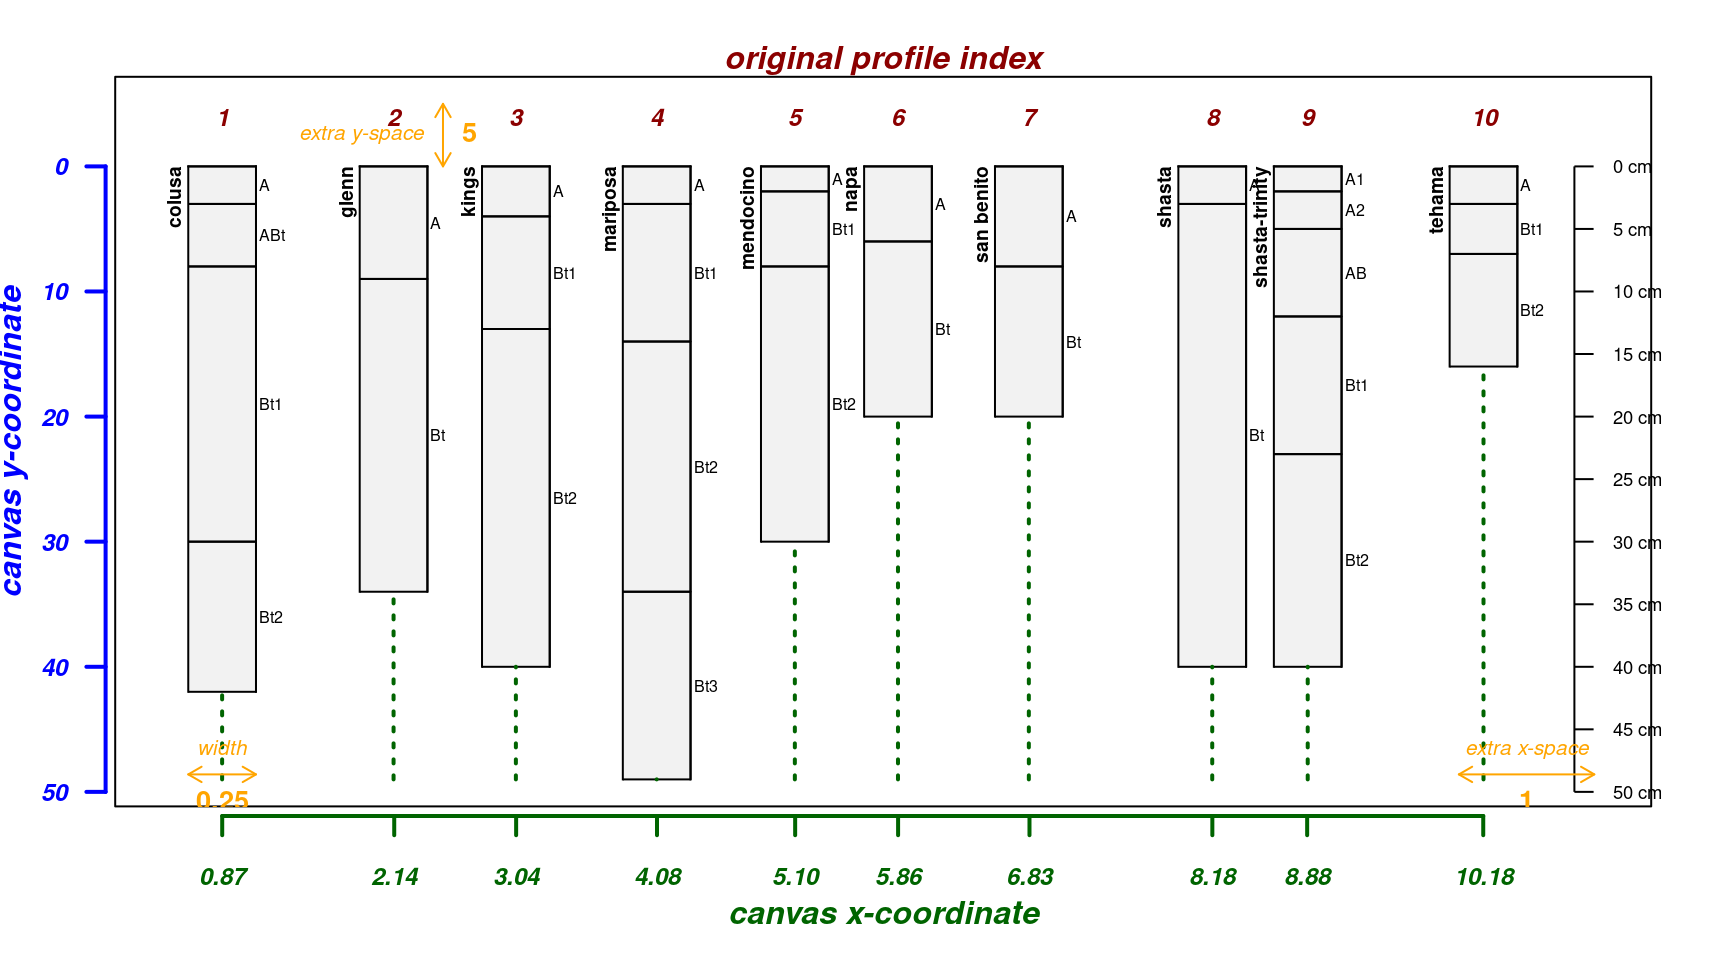 original profile index
1 2 3 4 5 6 7 8 9 10
extra y-space 5
canvas y-coordinate
0
10
20
30
40
50
colusa
A
ABt
Bt1
Bt2
glenn
A
Bt
kings
A
Bt1
Bt2
mariposa
A
Bt1
Bt2
Bt3
mendocino
A
Bt1
Bt2
napa
A
Bt
san benito
A
Bt
shasta
A
Bt
shasta-trinity
A1
A2
AB
Bt1
Bt2
tehama
A
Bt1
Bt2
0 cm
5 cm
10 cm
15 cm
20 cm
25 cm
30 cm
35 cm
40 cm
45 cm
50 cm
width
0.25
extra x-space
1
0.87 2.14 3.04 4.08 5.10 5.86 6.83 8.18 8.88 10.18
canvas x-coordinate